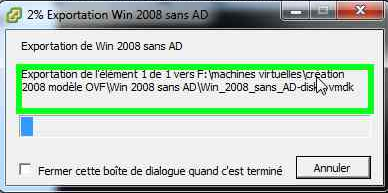 2% Exportation Win 2008 sans AD
Exportation de Win 2008 sans AD
Exportation de l'élément 1 de 1 vers F:\machines virtuelles\création
2008 modèle OVF\Win 2008 sans AD\Win_2008_sans_AD-disk vmdk
Fermer cette boîte de dialogue quand c'est terminé
Annuler